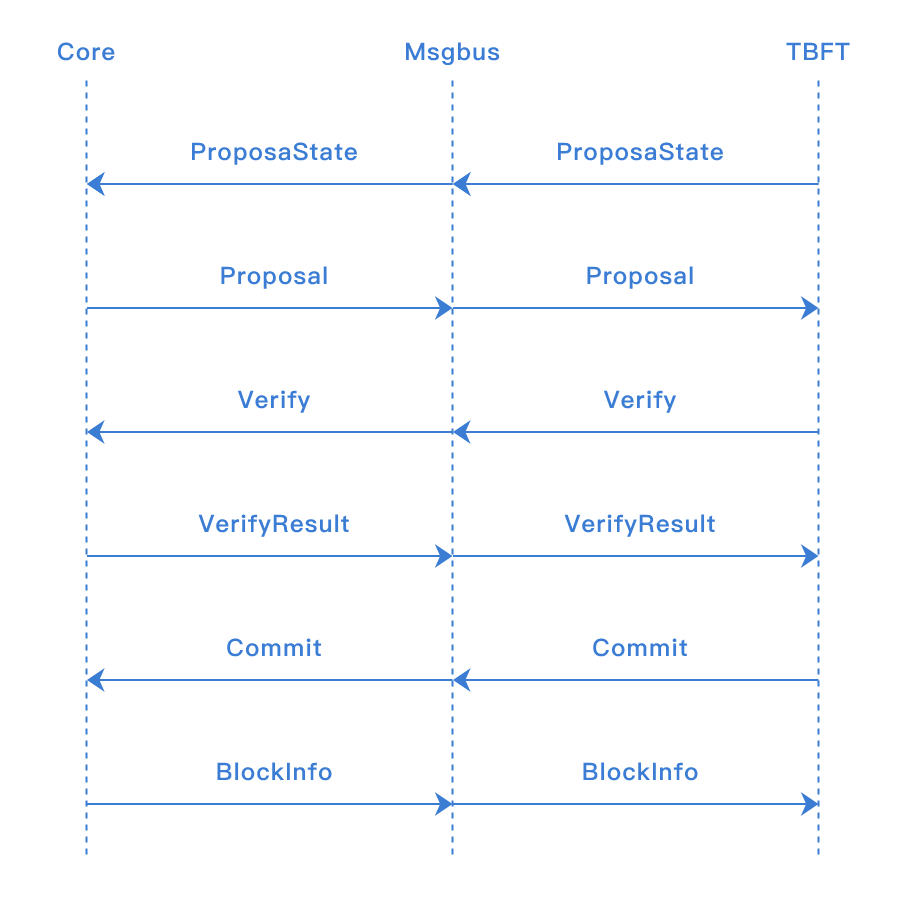 Core Msgbus TBFT
ProposaState ProposaState
Proposal Proposal
Verify Verify
VerifyResult VerifyResult
Commit Commit
BlockInfo BlockInfo